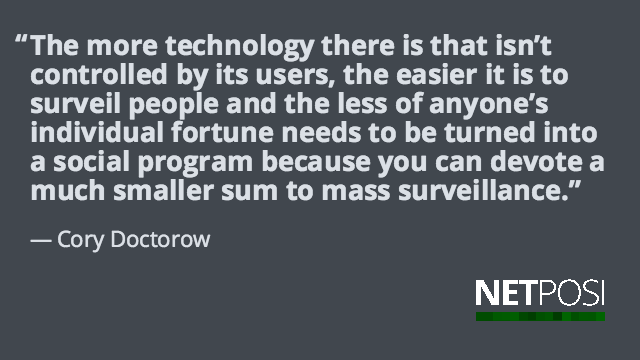 “The more technology there is that isn’t
controlled by its users, the easier it is to
surveil people and the less of anyone’s
individual fortune needs to be turned into
a social program because you can devote a
much smaller sum to mass surveillance.”
— Cory Doctorow
NETPOSI